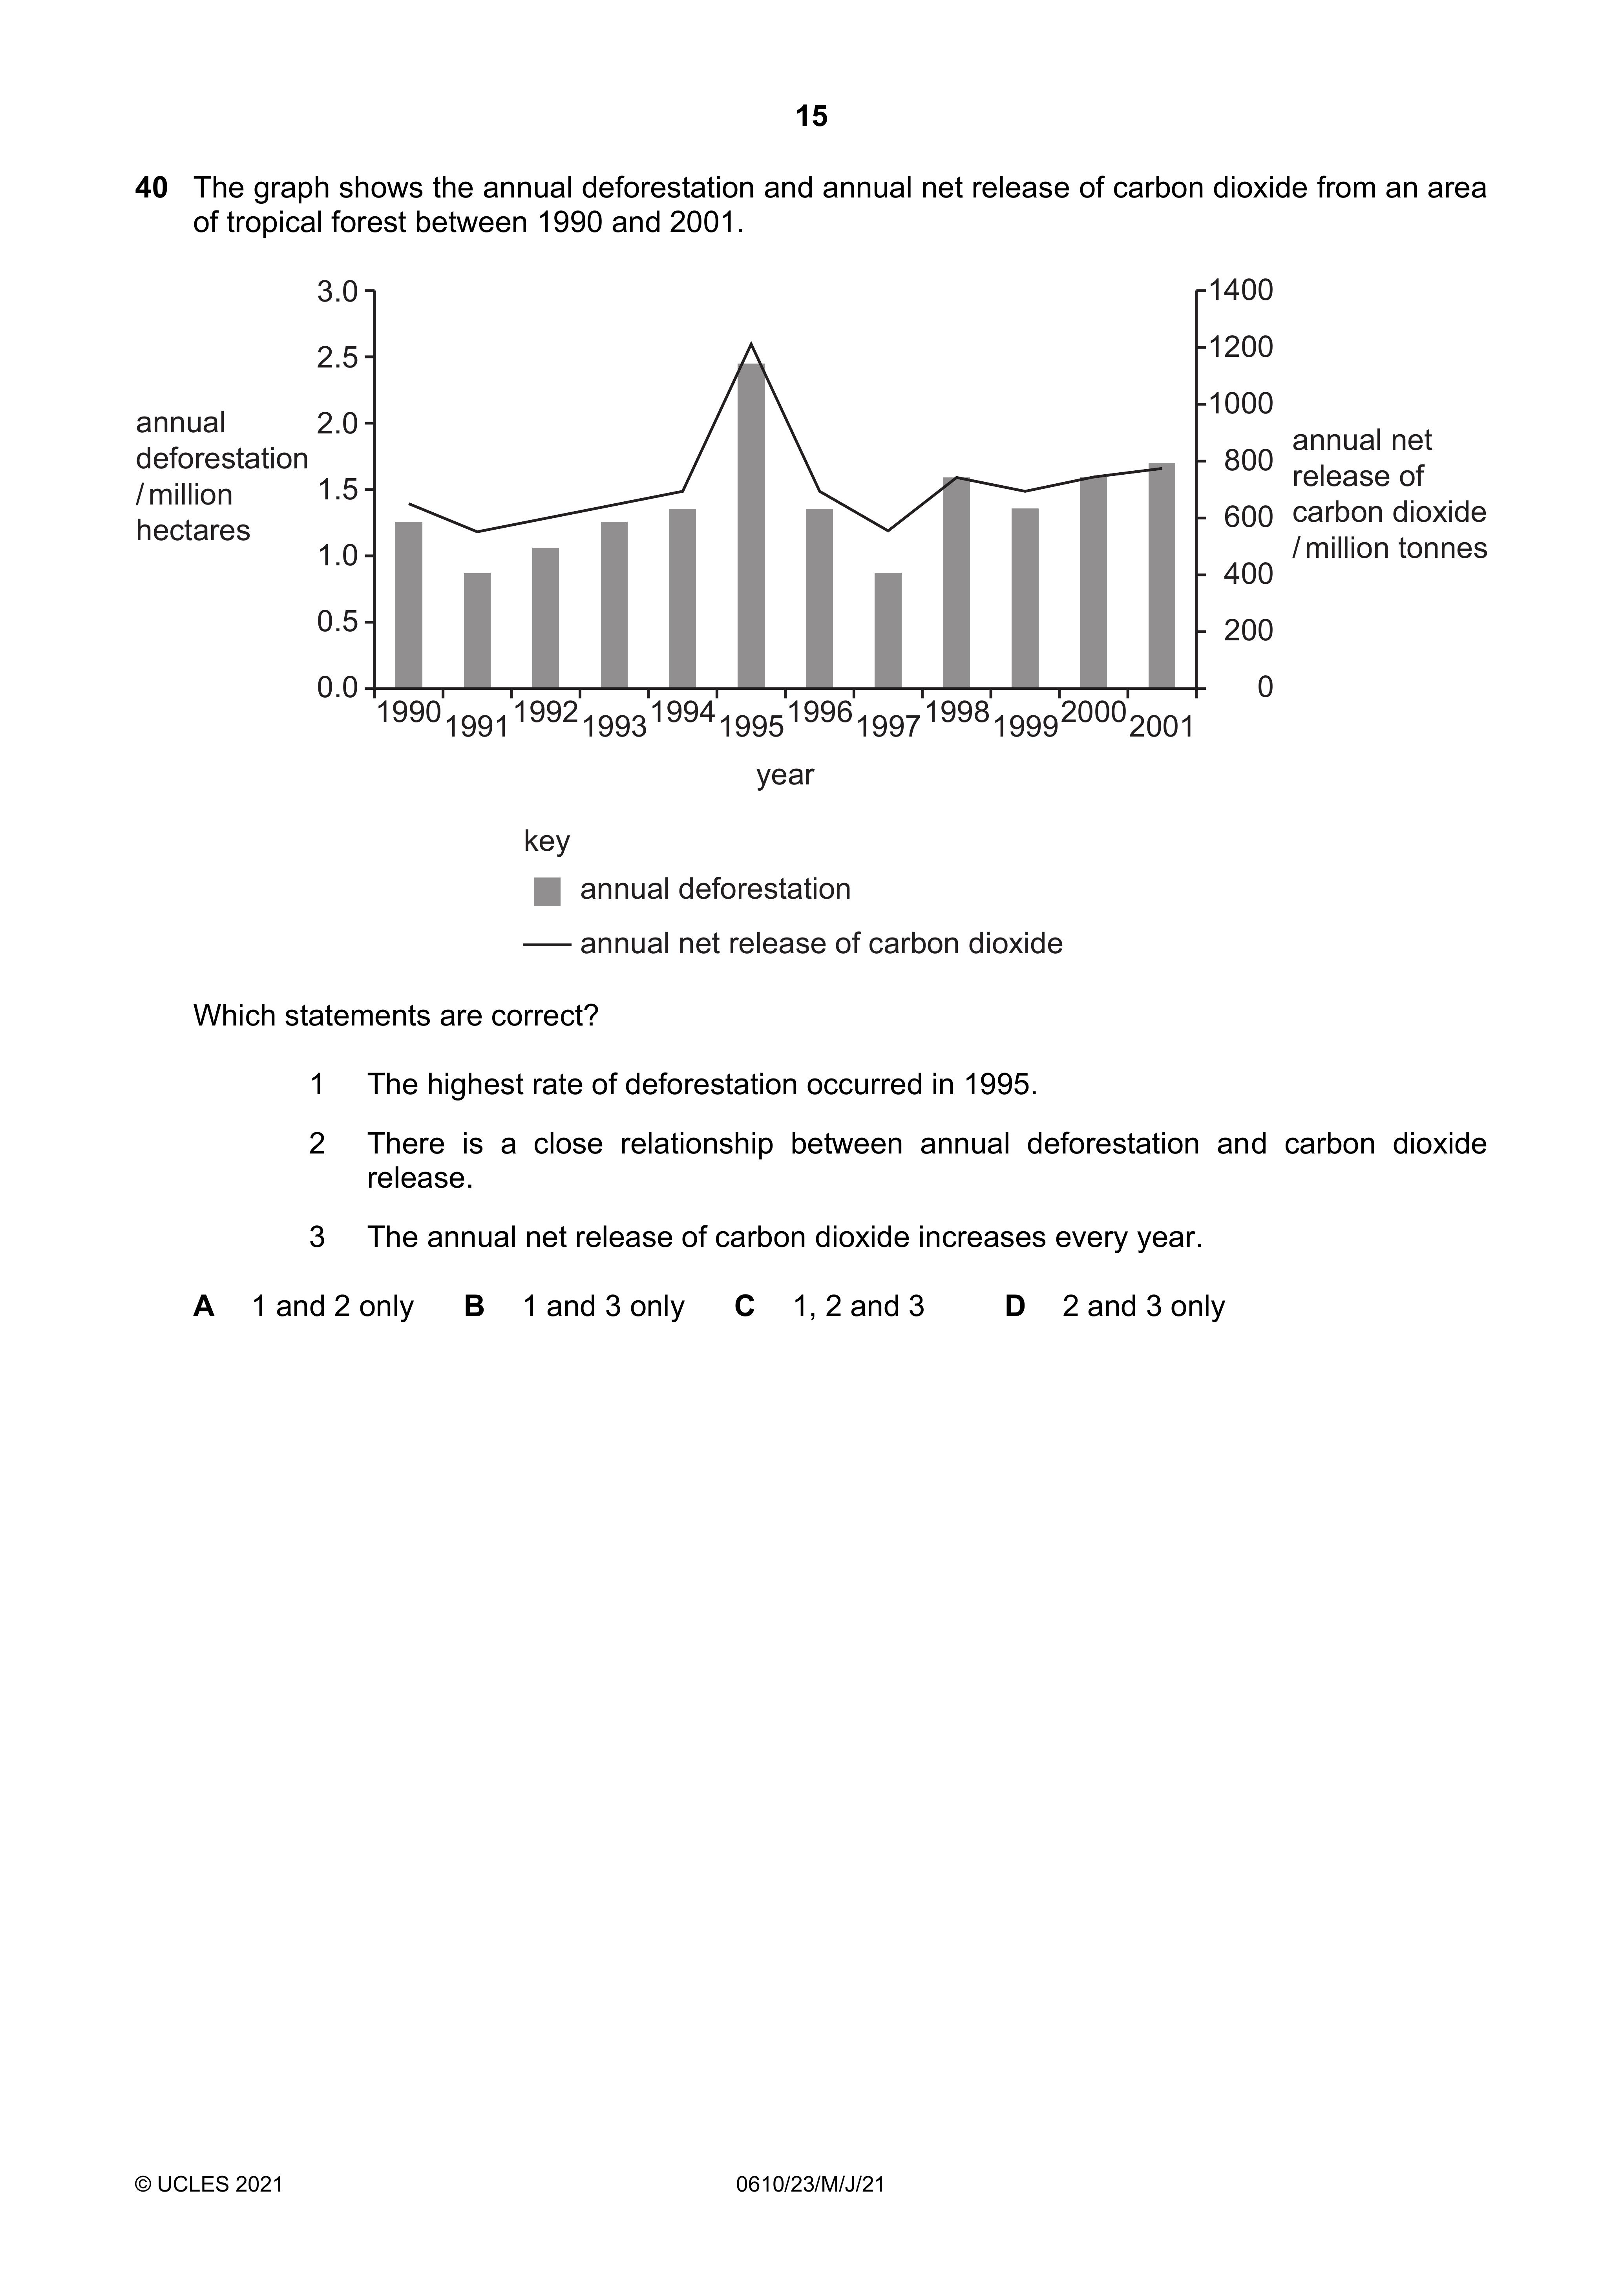 15
40 The graph shows the annual deforestation and annual net release of carbon dioxide from an area
of tropical forest between 1990 and 2001.
3.0
2.5
2.0
1.5
1.0
0.5
0.0
annual
deforestation
/ million
hectares
1400
1200
1000
800
600
400
200
0
annual net
release of
carbon dioxide
/ million tonnes
1990 1991 1992 1993 1994 1995 1996 1997 1998 1999 2000 2001
year
key
annual deforestation
annual net release of carbon dioxide
Which statements are correct?
1 The highest rate of deforestation occurred in 1995.
2 There is a close relationship between annual deforestation and carbon dioxide
release.
3 The annual net release of carbon dioxide increases every year.
A 1 and 2 only B 1 and 3 only C 1, 2 and 3 D 2 and 3 only
© UCLES 2021 0610/23/M/J/21